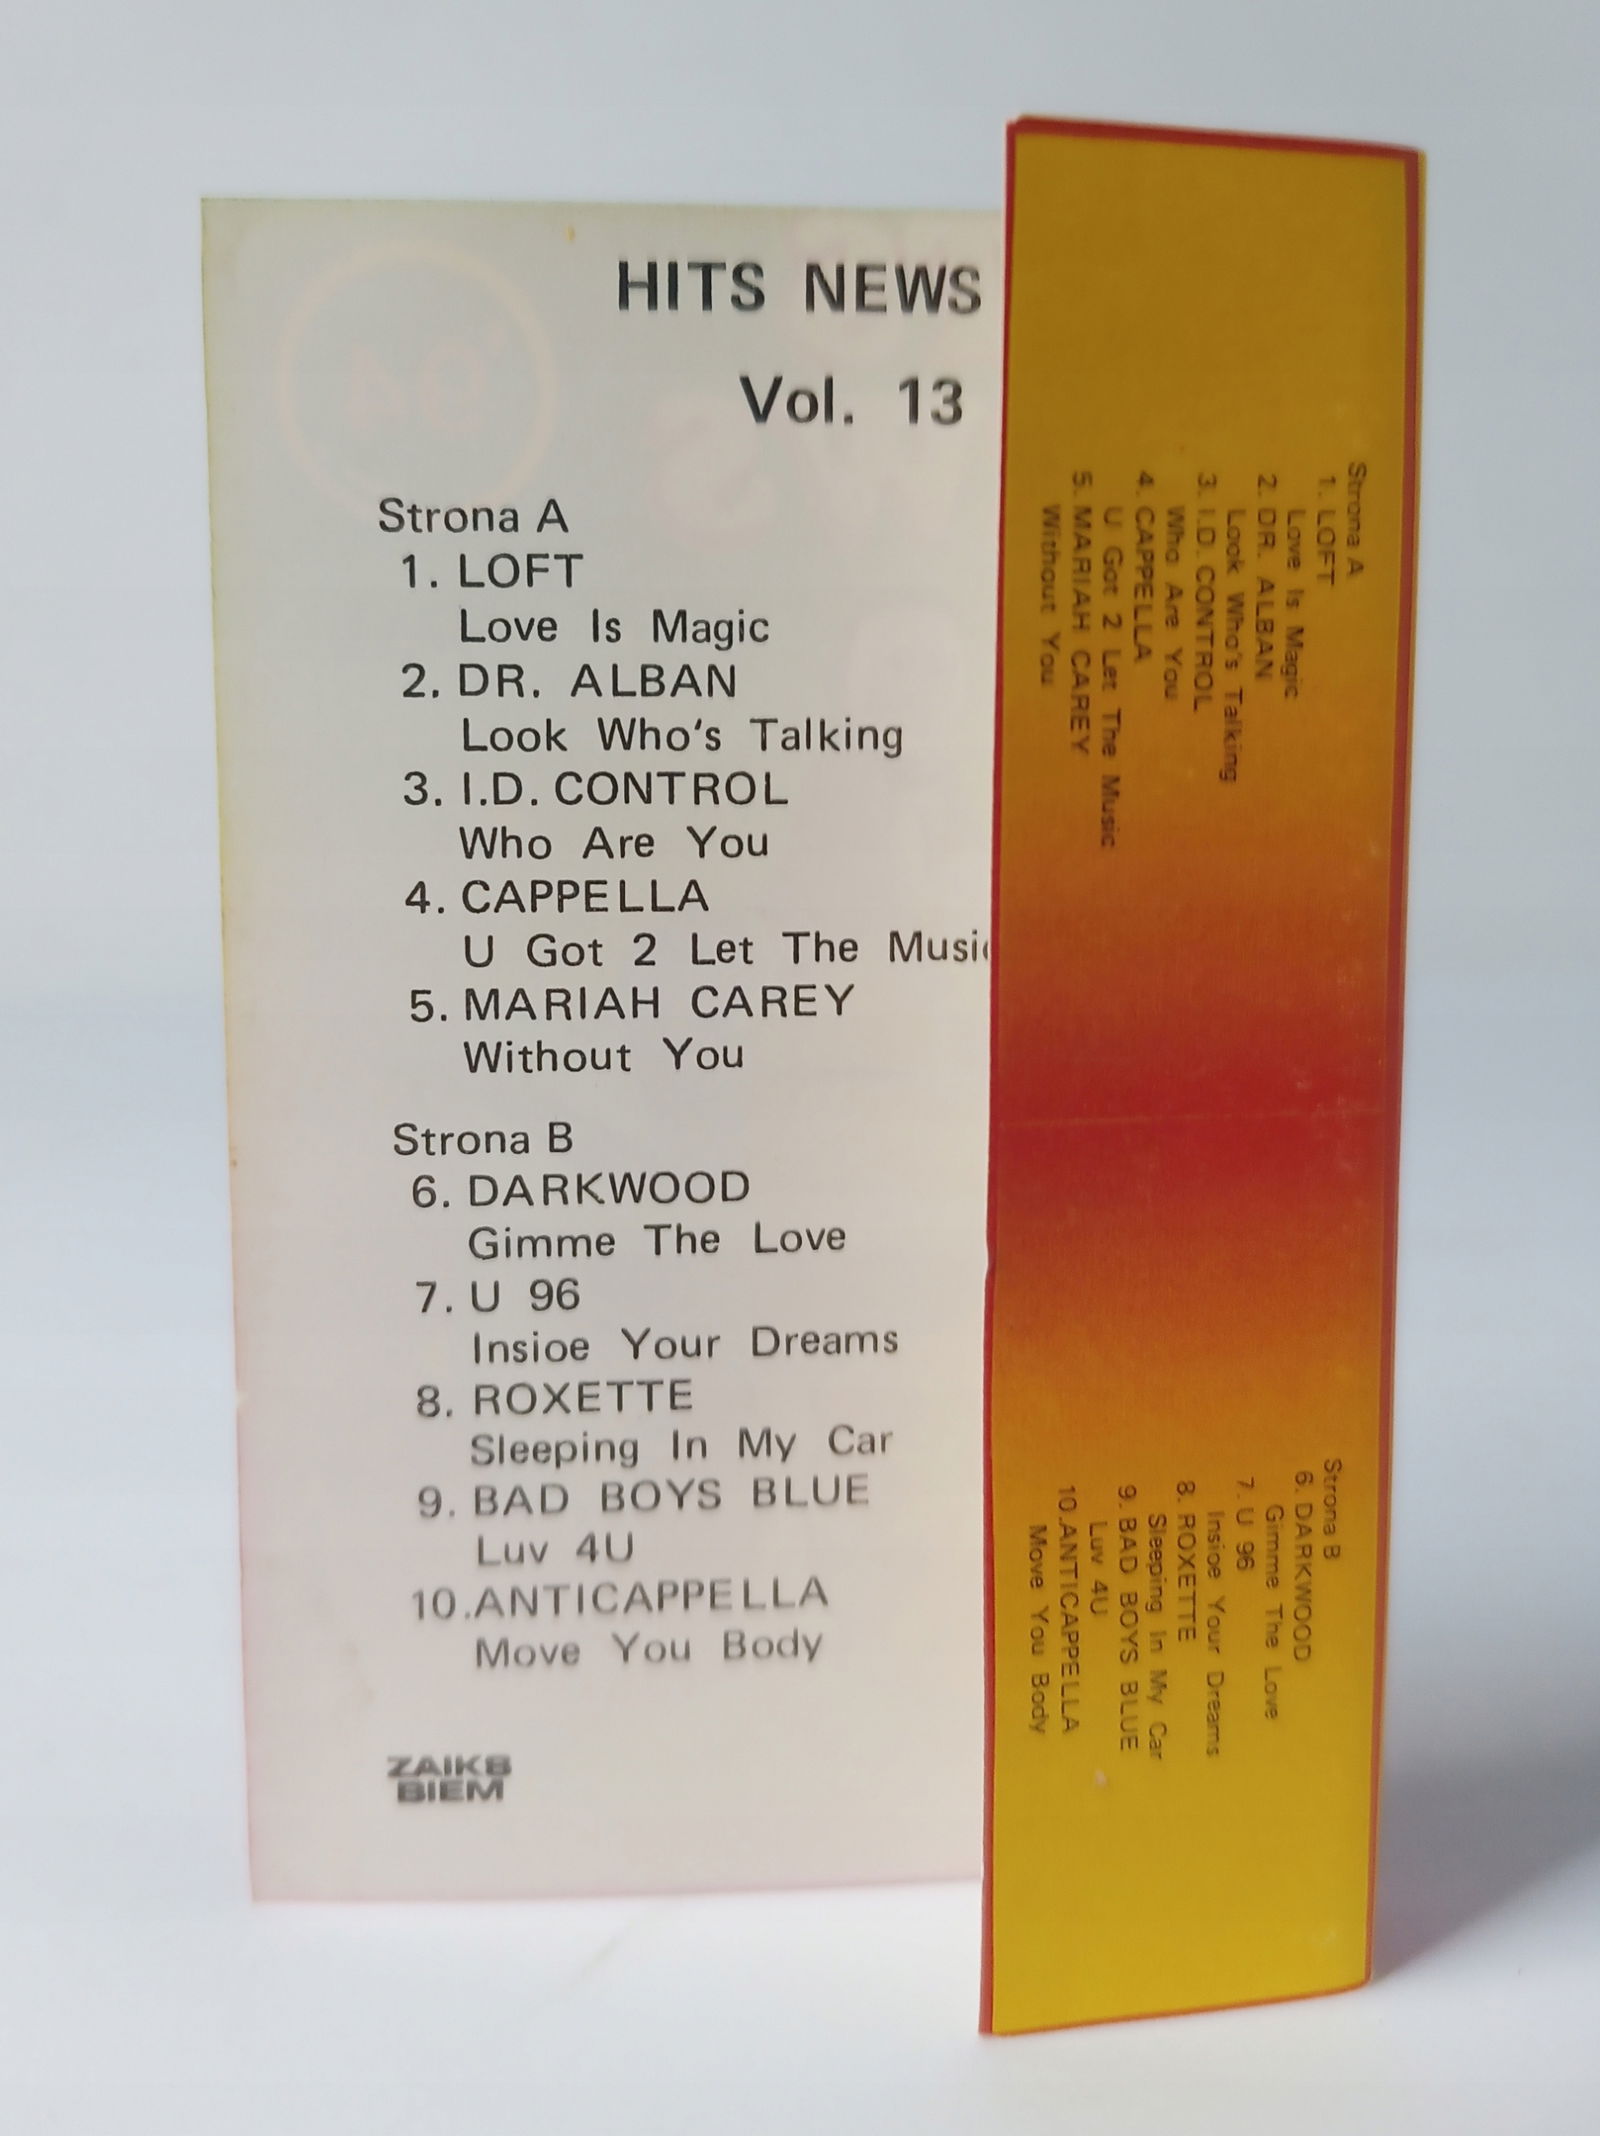 HITS NEWS
Vol. 13
Strona A
1. LOFT
Love Is Magic
2. DR. ALBAN
Look Who's Talking
3. I.D. CONTROL
Who Are You
4. CAPPELLA
U Got 2 Let The Music
5. MARIAH CAREY
Without You
Strona B
6. DARKWOOD
Gimme The Love
7. U 96
Insioe Your Dreams
8. ROXETTE
Sleeping In My Car
9. BAD BOYS BLUE
Luv 4U
10.ANTICAPPELLA
Move You Body
ZAIKS
BIEM
Strona A
1. LOFT
Love Is Magic
2. DR. ALBAN
Look Who's Talking
3. I.D. CONTROL
Who Are You
4. CAPPELLA
U Got 2 Let The Music
5. MARIAH CAREY
Without You
Strona B
6. DARKWOOD
Gimme The Love
7. U 96
Insioe Your Dreams
8. ROXETTE
Sleeping In My Car
9. BAD BOYS BLUE
Luv 4U
10.ANTICAPPELLA
Move You Body